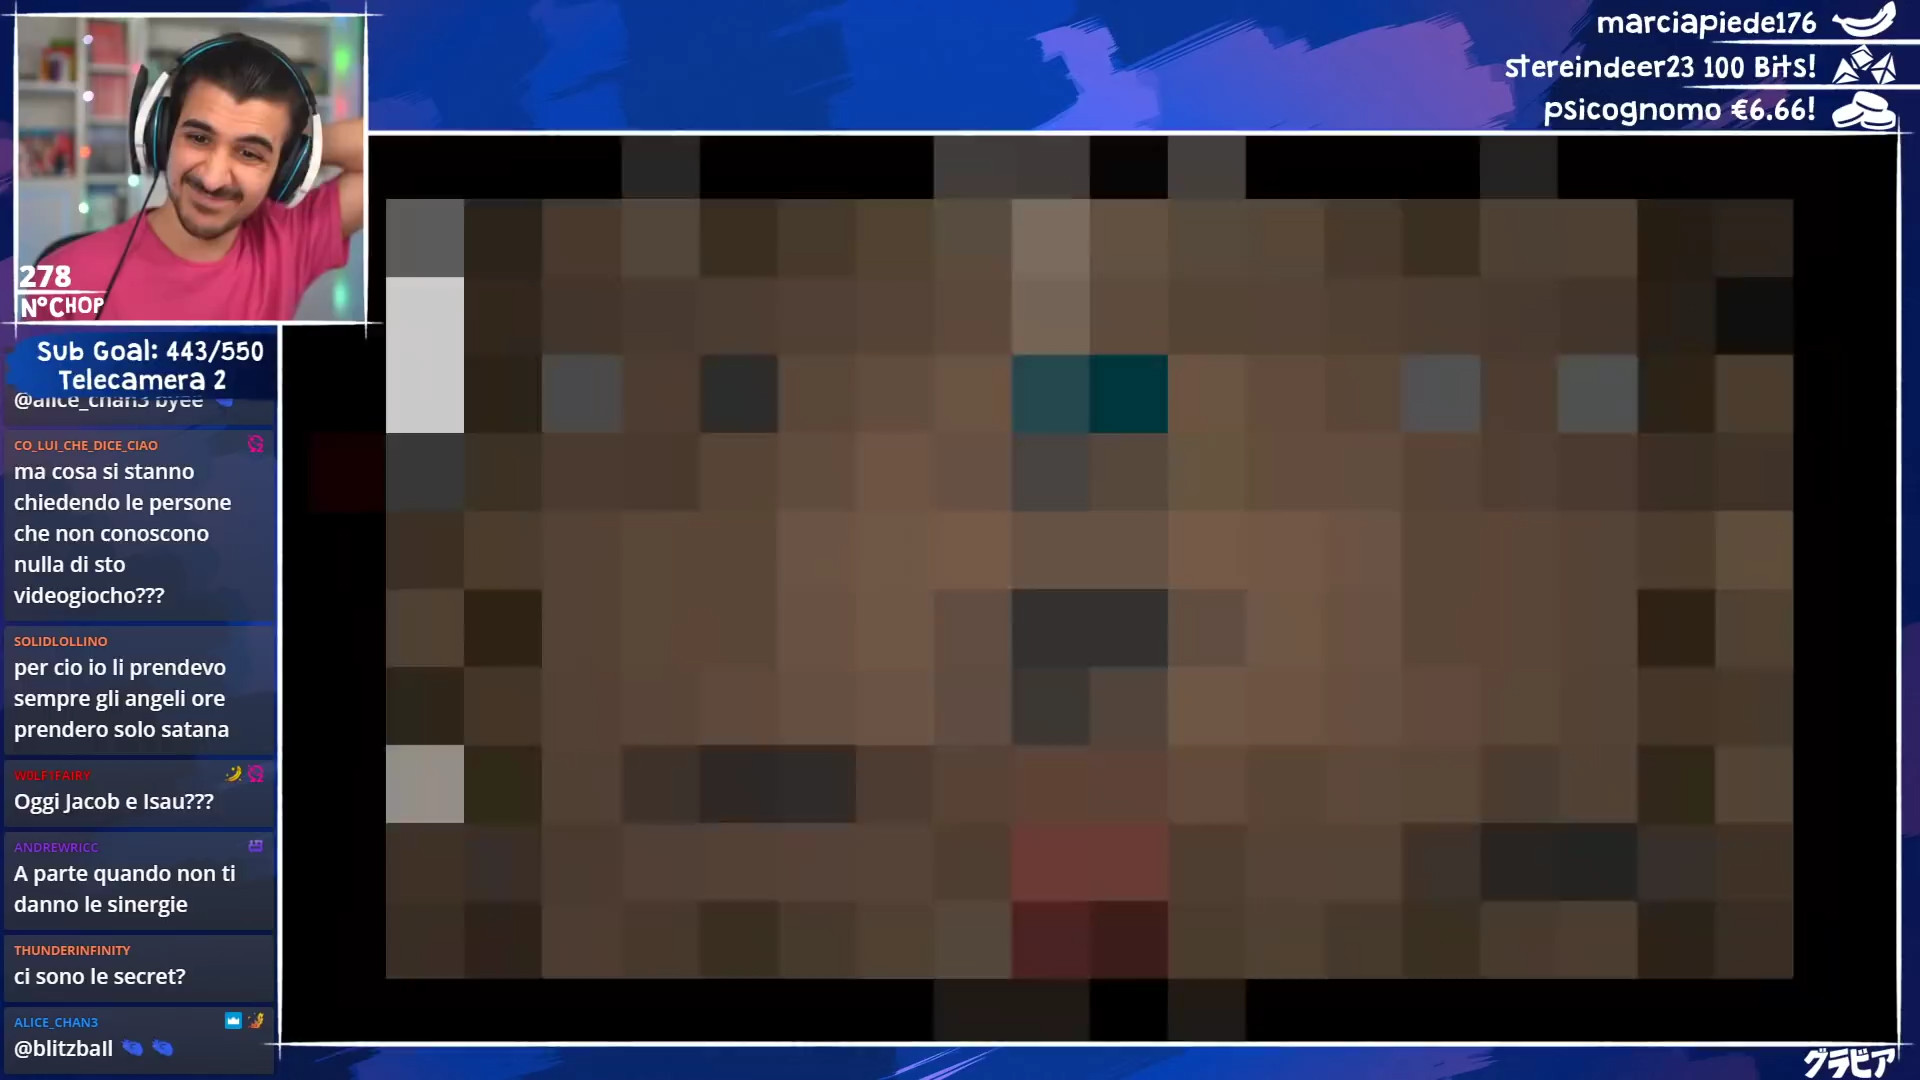 marciapiede176
stereindeer23 100 Bits!
psicognomo €6.66!
278
N°CHOP
Sub Goal: 443/550
Telecamera 2
@alice_chan3 byee
CO_LUI_CHE_DICE_CIAO
ma cosa si stanno
chiedendo le persone
che non conoscono
nulla di sto
videogiocho???
SOLIDLOLLINO
per cio io li prendevo
sempre gli angeli ore
prendero solo satana
W0LF1FAIRY
Oggi Jacob e Isau???
ANDREWRICC
A parte quando non ti
danno le sinergie
THUNDERINFINITY
ci sono le secret?
ALICE_CHAN3
@blitzball
グラビア